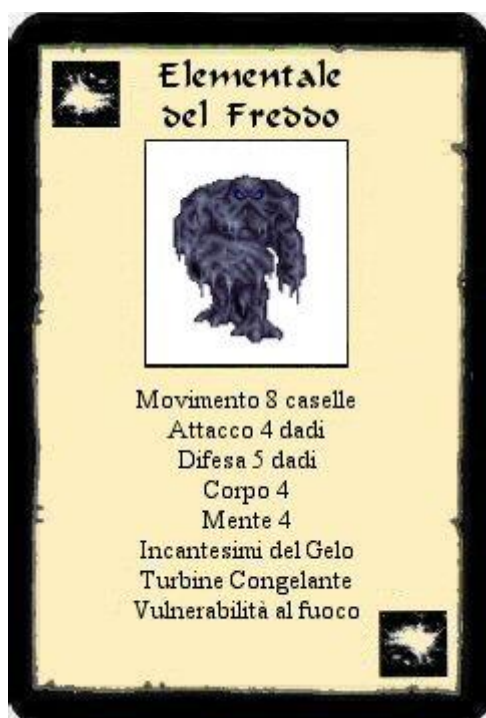 Elementale
del Freddo
Movimento 8 caselle
Attacco 4 dadi
Difesa 5 dadi
Corpo 4
Mente 4
Incantesimi del Gelo
Turbine Congelante
Vulnerabilità al fuoco